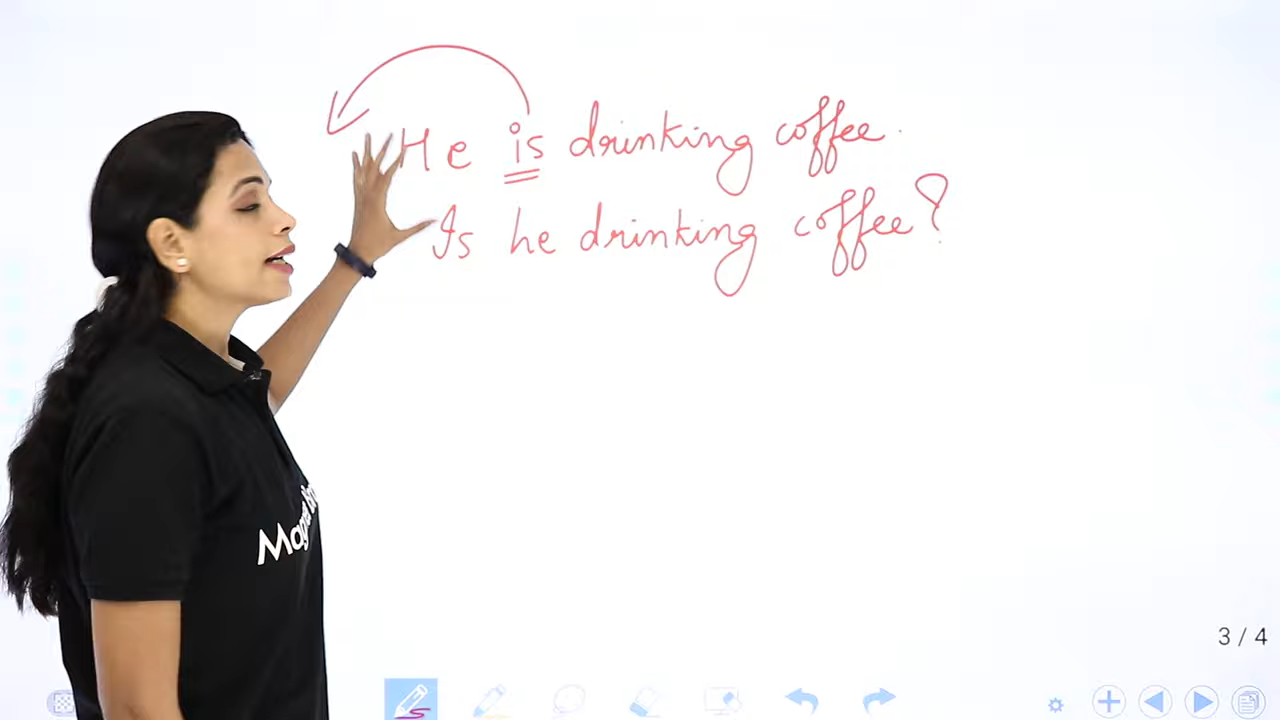 He is drinking coffee.
Is he drinking coffee?
3 / 4